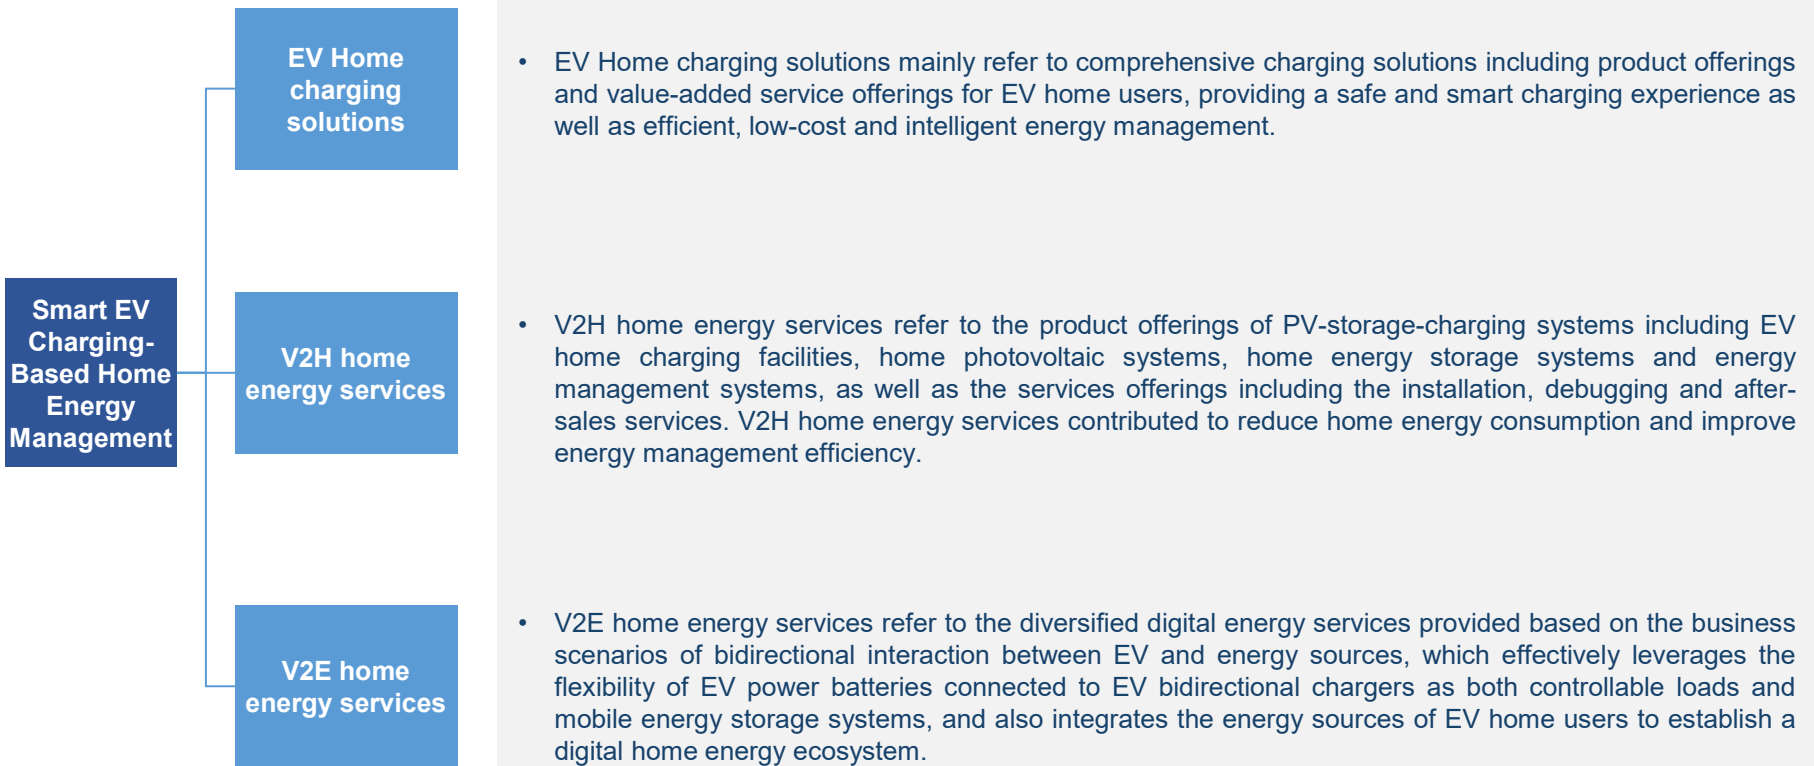 EV Home
charging
solutions
• EV Home charging solutions mainly refer to comprehensive charging solutions including product offerings
and value-added service offerings for EV home users, providing a safe and smart charging experience as
well as efficient, low-cost and intelligent energy management.
Smart EV
Charging-
Based Home
Energy
Management
V2H home
energy services
• V2H home energy services refer to the product offerings of PV-storage-charging systems including EV
home charging facilities, home photovoltaic systems, home energy storage systems and energy
management systems, as well as the services offerings including the installation, debugging and after-
sales services. V2H home energy services contributed to reduce home energy consumption and improve
energy management efficiency.
V2E home
energy services
• V2E home energy services refer to the diversified digital energy services provided based on the business
scenarios of bidirectional interaction between EV and energy sources, which effectively leverages the
flexibility of EV power batteries connected to EV bidirectional chargers as both controllable loads and
mobile energy storage systems, and also integrates the energy sources of EV home users to establish a
digital home energy ecosystem.